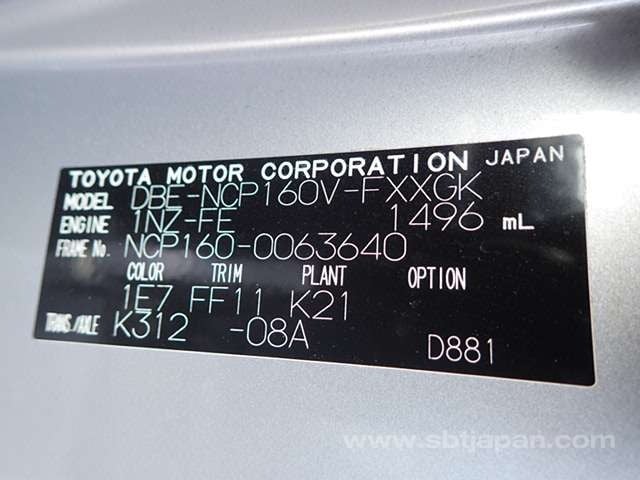 TOYOTA MOTOR CORPORATION JAPAN
MODEL DBE-NCP160V-FXXGK
ENGINE 1NZ-FE 1496 mL
FRAME No. NCP160-0063640
COLOR TRIM PLANT OPTION
1E7 FF11 K21
TRANS./AXLE K312 -08A D881
www.sbtjapan.com